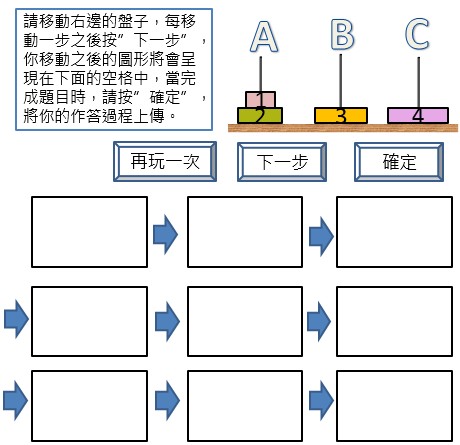 請移動右邊的盤子，每移
動一步之後按”下一步”，
你移動之後的圖形將會呈
現在下面的空格中，當完
成題目時，請按”確定”，
將你的作答過程上傳。
A B C
1
2 3 4
再玩一次 下一步 確定